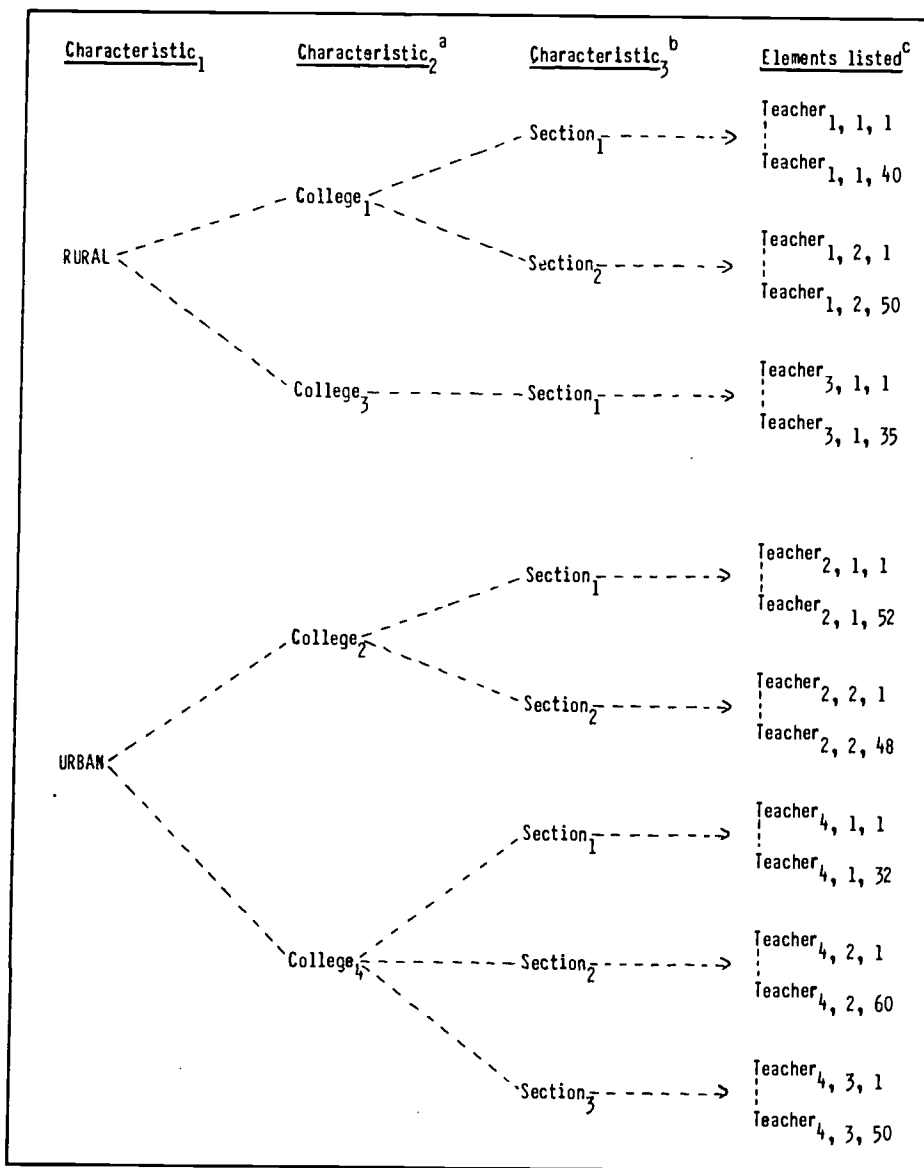 Characteristic1 Characteristic2 a Characteristic3 b Elements listed c
Teacher1, 1, 1
Section1
Teacher1, 1, 40
College1
Teacher1, 2, 1
RURAL
Section2
Teacher1, 2, 50
Teacher3, 1, 1
College3 Section1
Teacher3, 1, 35
Teacher2, 1, 1
Section1
Teacher2, 1, 52
College2
Teacher2, 2, 1
Section2
Teacher2, 2, 48
URBAN
Teacher4, 1, 1
Section1
Teacher4, 1, 32
Teacher4, 2, 1
College4 Section2
Teacher4, 2, 60
Teacher4, 3, 1
Section3
Teacher4, 3, 50